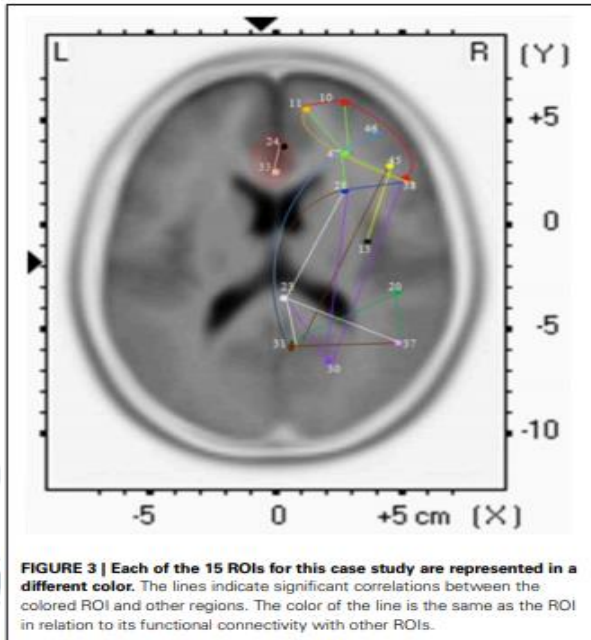 L
R
(Y)
11
10
+5
46
24
47
45
33
38
28
0
13
23
20
-5
31
37
30
-10
-5
0
+5 cm
(X)
FIGURE 3 | Each of the 15 ROIs for this case study are represented in a
different color. The lines indicate significant correlations between the
colored ROI and other regions. The color of the line is the same as the ROI
in relation to its functional connectivity with other ROIs.